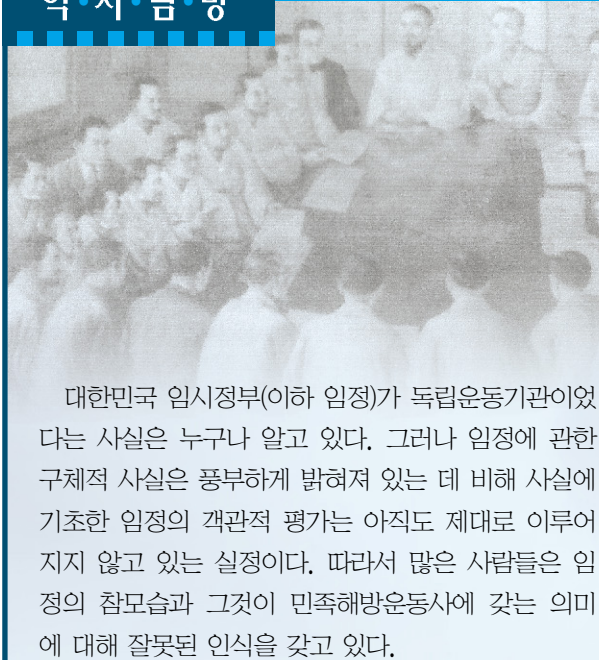 대한민국 임시정부(이하 임정)가 독립운동기관이었
다는 사실은 누구나 알고 있다. 그러나 임정에 관한
구체적 사실은 풍부하게 밝혀져 있는 데 비해 사실에
기초한 임정의 객관적 평가는 아직도 제대로 이루어
지지 않고 있는 실정이다. 따라서 많은 사람들은 임
정의 참모습과 그것이 민족해방운동사에 갖는 의미
에 대해 잘못된 인식을 갖고 있다.